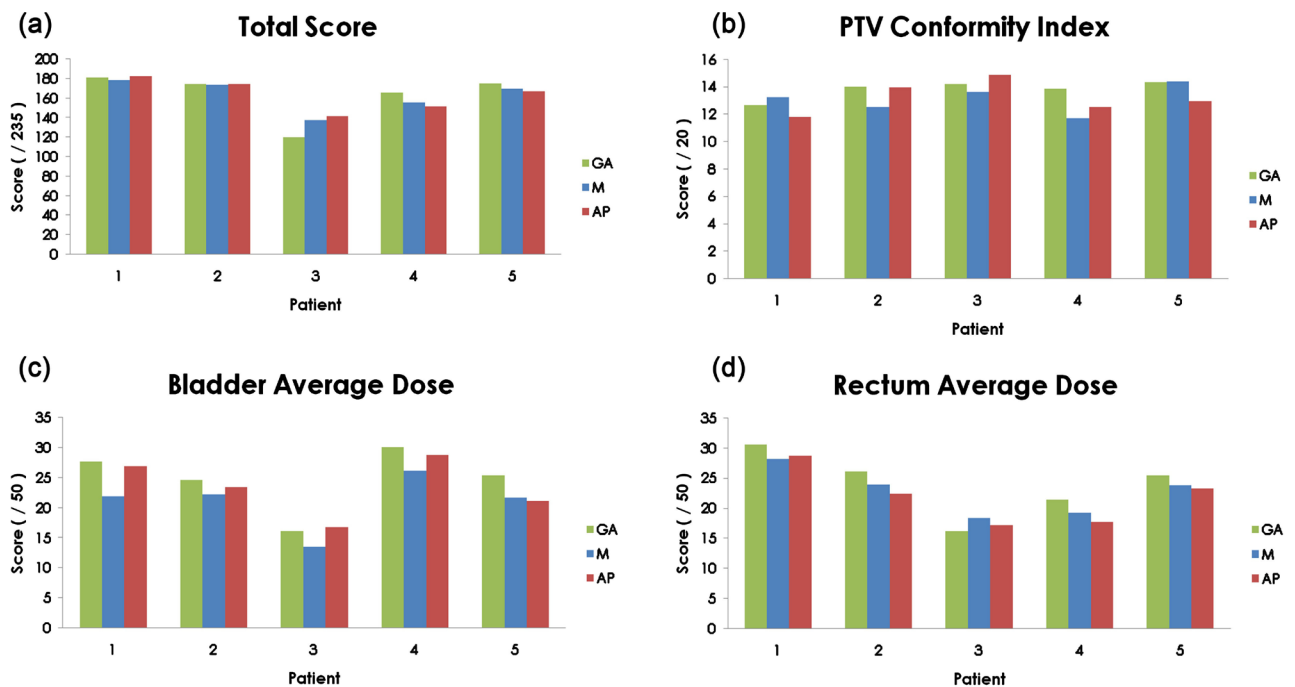 (a)
Total Score
Score ( / 235)
200
180
160
140
120
100
80
60
40
20
0
1 2 3 4 5
Patient
GA
M
AP
(b)
PTV Conformity Index
Score ( / 20)
16
14
12
10
8
6
4
2
0
1 2 3 4 5
Patient
GA
M
AP
(c)
Bladder Average Dose
Score ( / 50)
35
30
25
20
15
10
5
0
1 2 3 4 5
Patient
GA
M
AP
(d)
Rectum Average Dose
Score ( / 50)
35
30
25
20
15
10
5
0
1 2 3 4 5
Patient
GA
M
AP